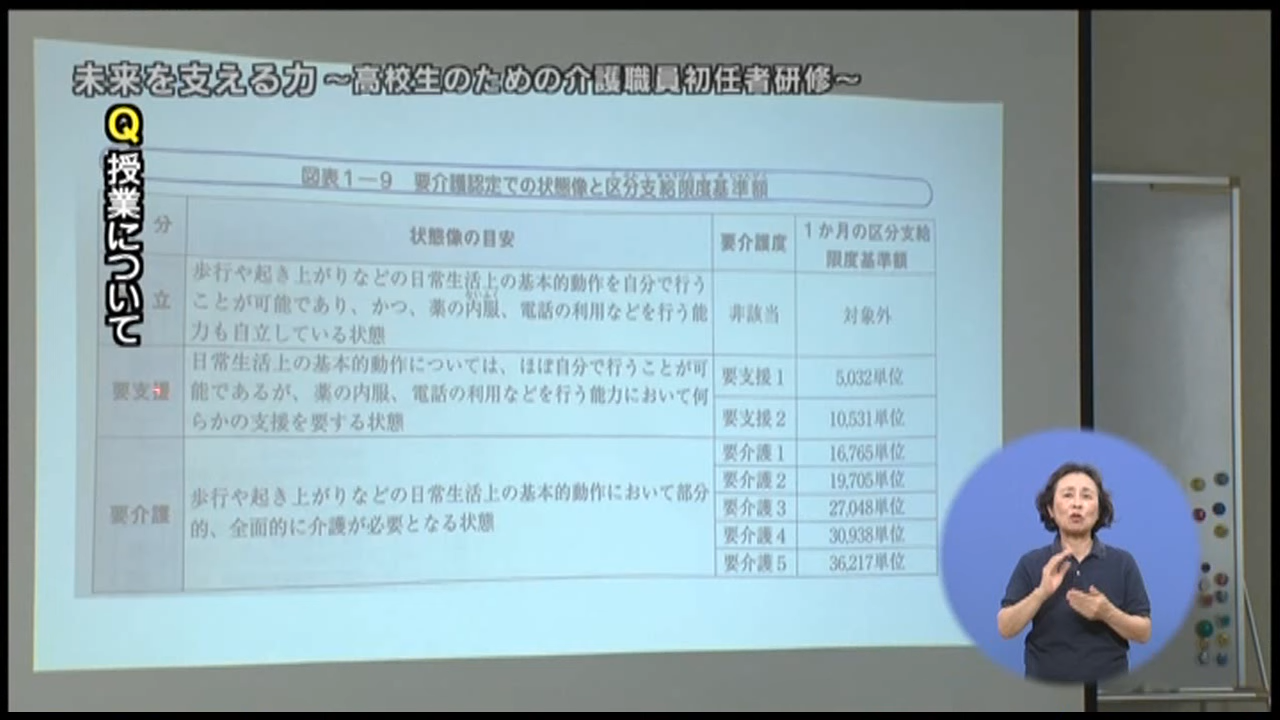 未来を支える力～高校生のための介護職員初任者研修～
Q授業について
図表1－9 要介護認定での状態像と区分支給限度基準額
分
状態像の目安
要介護度
1か月の区分支給
限度基準額
立
歩行や起き上がりなどの日常生活上の基本的動作を自分で行う
ことが可能であり、かつ、薬の内服、電話の利用などを行う能
力も自立している状態
非該当
対象外
要支援
日常生活上の基本的動作については、ほぼ自分で行うことが可
能であるが、薬の内服、電話の利用などを行う能力において何
らかの支援を要する状態
要支援1
5,032単位
要支援2
10,531単位
要介護
歩行や起き上がりなどの日常生活上の基本的動作において部分
的、全面的に介護が必要となる状態
要介護1
16,765単位
要介護2
19,705単位
要介護3
27,048単位
要介護4
30,938単位
要介護5
36,217単位